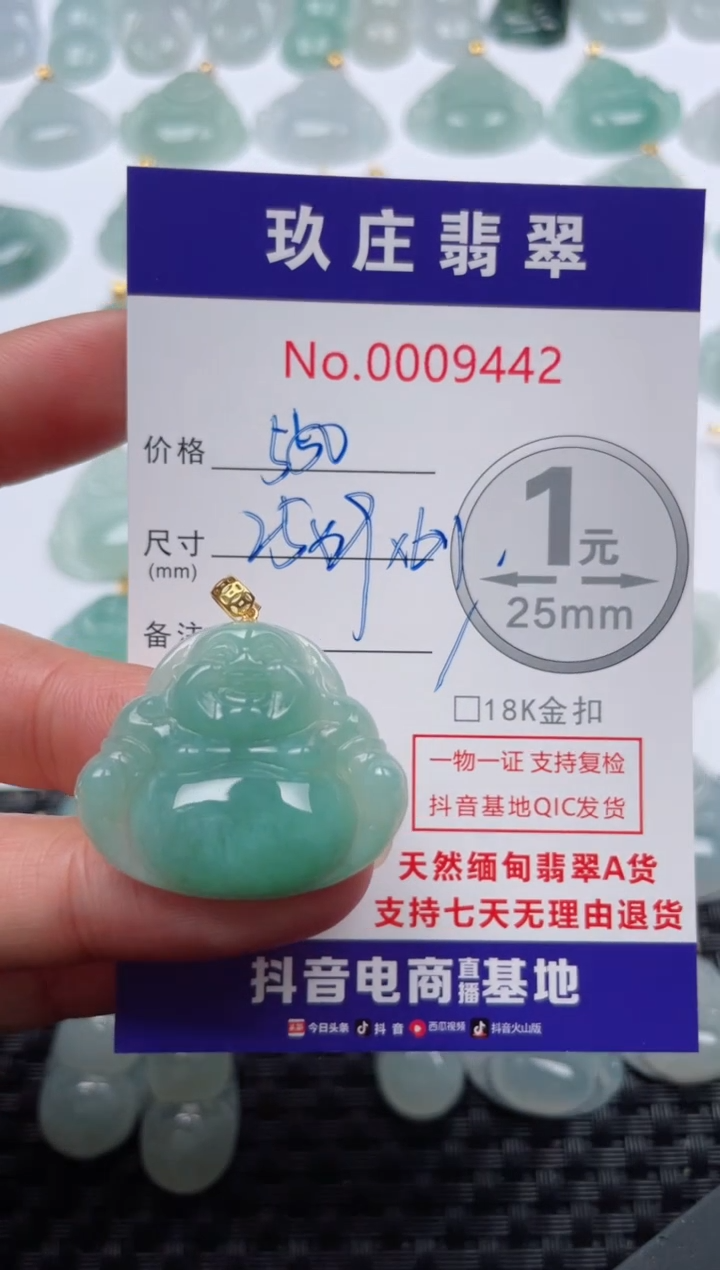 玖庄翡翠
No.0009442
价格 550
尺寸
(mm)
备注
1元
25mm
□18K金扣
一物一证 支持复检
抖音基地QIC发货
天然缅甸翡翠A货
支持七天无理由退货
抖音电商直播基地
今日头条 抖音 西瓜视频 抖音火山版